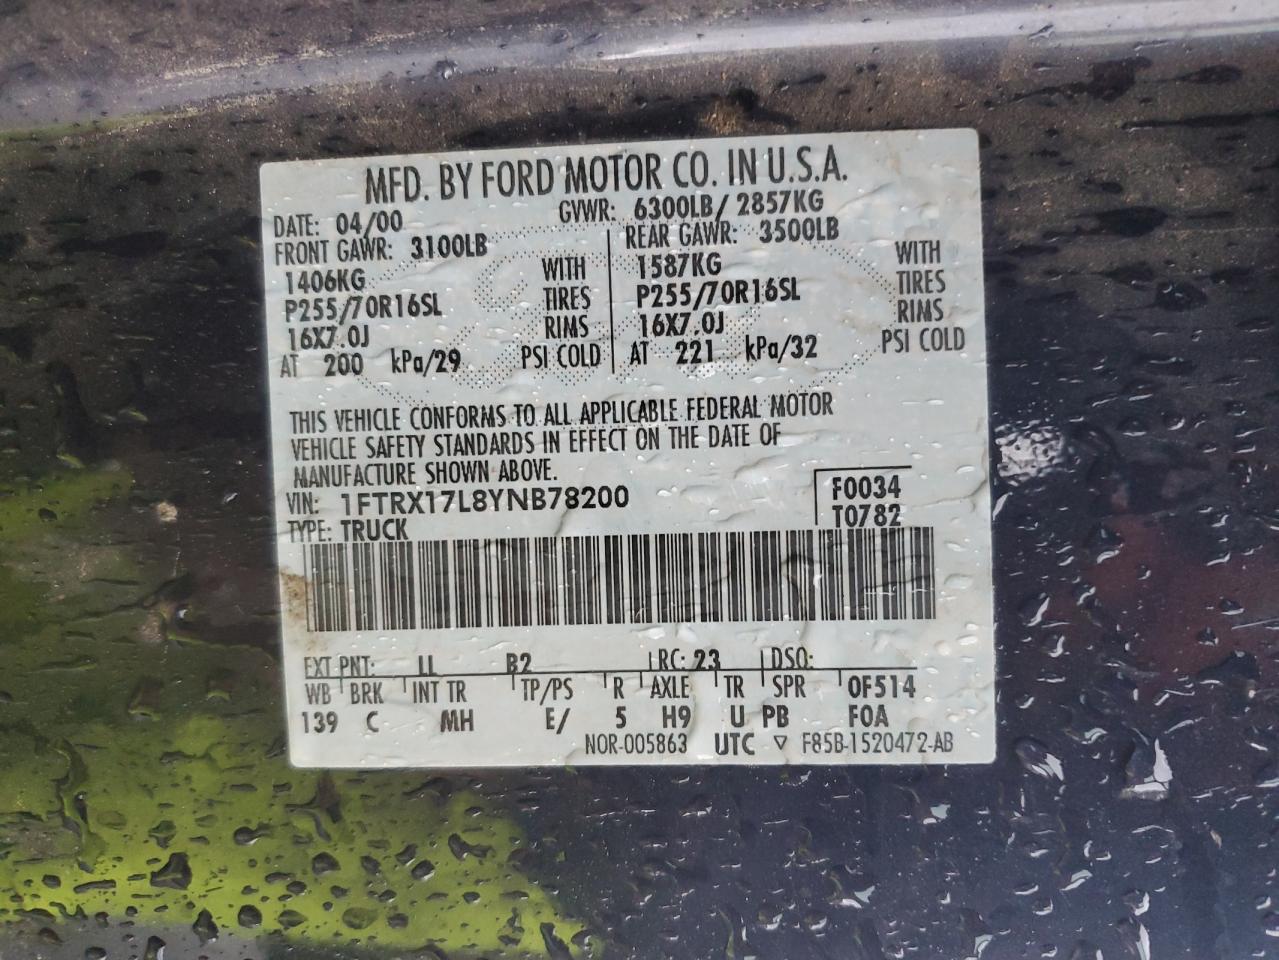 MFD. BY FORD MOTOR CO. IN U.S.A.
DATE: 04/00 GVWR: 6300LB/ 2857KG
FRONT GAWR: 3100LB REAR GAWR: 3500LB
1406KG WITH 1587KG WITH
P255/70R16SL TIRES P255/70R16SL TIRES
16X7.0J RIMS 16X7.0J RIMS
AT 200 kPa/29 PSI COLD AT 221 kPa/32 PSI COLD
THIS VEHICLE CONFORMS TO ALL APPLICABLE FEDERAL MOTOR
VEHICLE SAFETY STANDARDS IN EFFECT ON THE DATE OF
MANUFACTURE SHOWN ABOVE.
VIN: 1FTRX17L8YNB78200 F0034
TYPE: TRUCK T0782
EXT PNT: LL B2 RC: 23 DSO:
WB BRK INT TR TP/PS R AXLE TR SPR 0F514
139 C MH E/ 5 H9 U PB F0A
NOR-005863 UTC ▽ F85B-1520472-AB